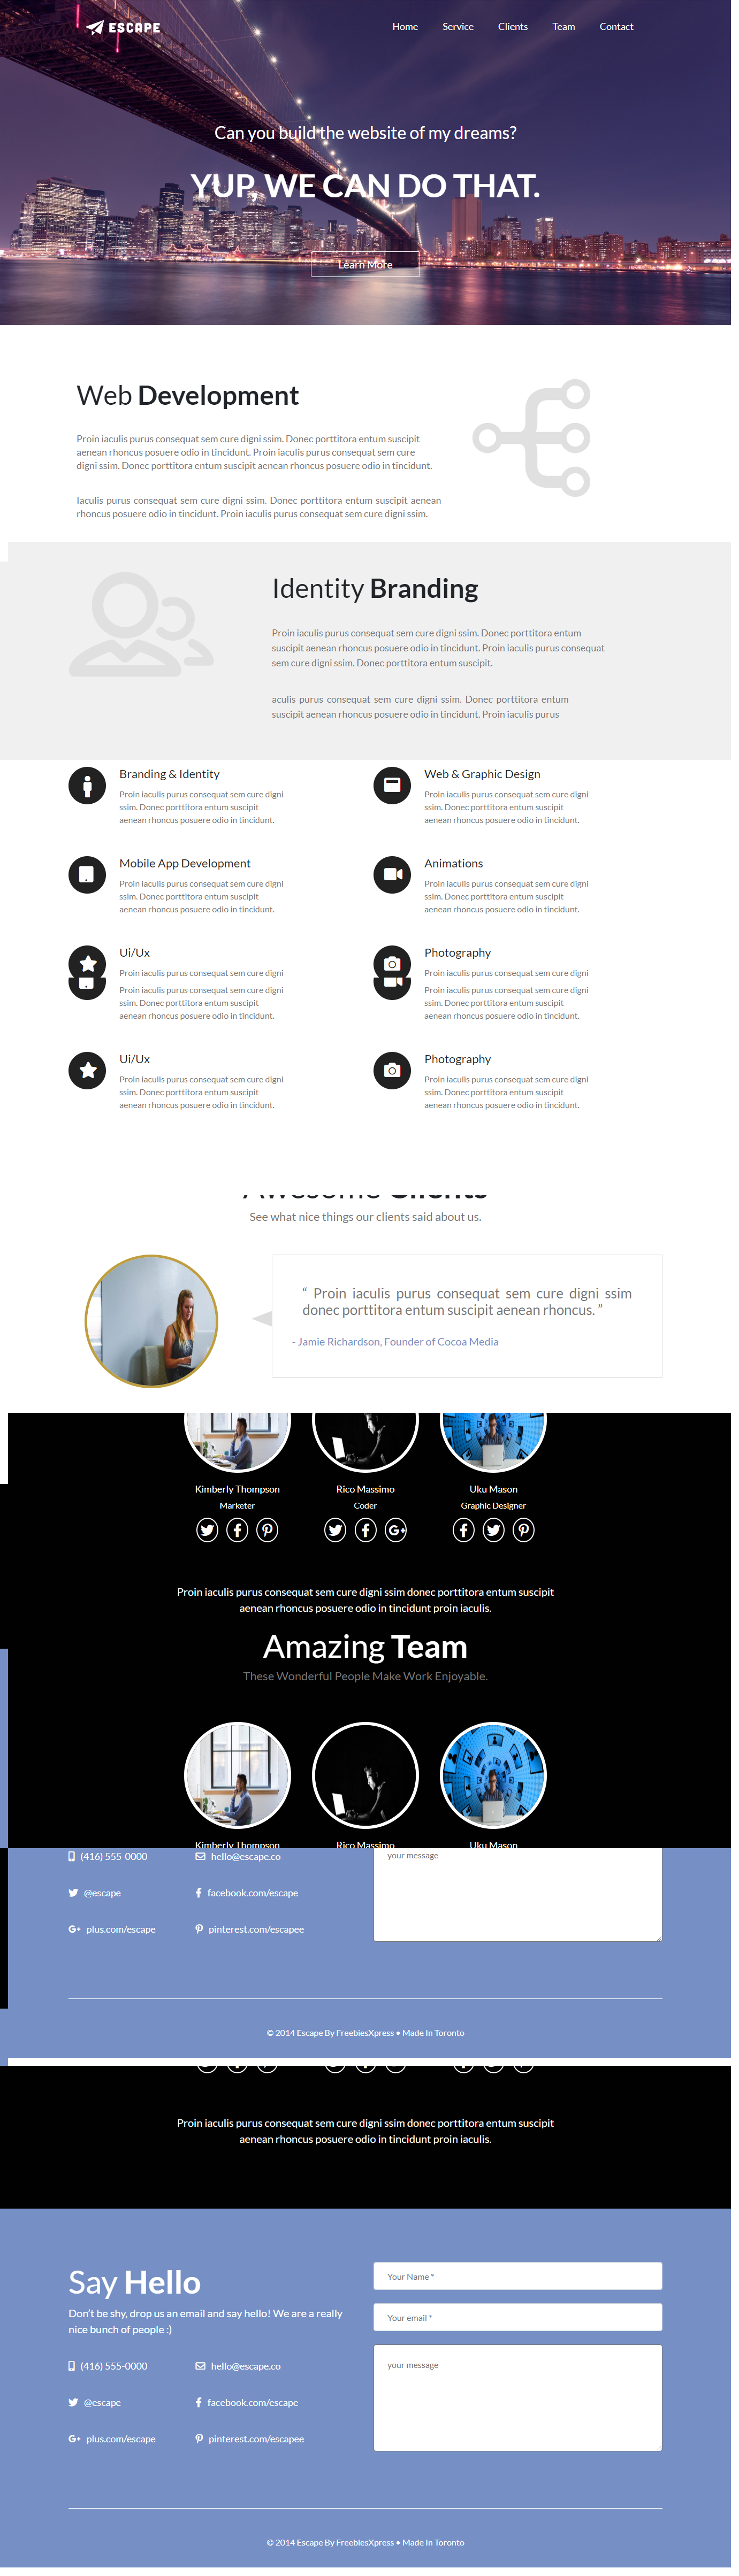 ESCAPE
Home Service Clients Team Contact
Can you build the website of my dreams?
YUP, WE CAN DO THAT.
Learn More
Web Development
Proin iaculis purus consequat sem cure digni ssim. Donec porttitora entum suscipit
aenean rhoncus posuere odio in tincidunt. Proin iaculis purus consequat sem cure
digni ssim. Donec porttitora entum suscipit aenean rhoncus posuere odio in tincidunt.
Iaculis purus consequat sem cure digni ssim. Donec porttitora entum suscipit aenean
rhoncus posuere odio in tincidunt. Proin iaculis purus consequat sem cure digni ssim.
Identity Branding
Proin iaculis purus consequat sem cure digni ssim. Donec porttitora entum
suscipit aenean rhoncus posuere odio in tincidunt. Proin iaculis purus consequat
sem cure digni ssim. Donec porttitora entum suscipit.
aculis purus consequat sem cure digni ssim. Donec porttitora entum
suscipit aenean rhoncus posuere odio in tincidunt. Proin iaculis purus
Branding & Identity
Proin iaculis purus consequat sem cure digni
ssim. Donec porttitora entum suscipit
aenean rhoncus posuere odio in tincidunt.
Web & Graphic Design
Proin iaculis purus consequat sem cure digni
ssim. Donec porttitora entum suscipit
aenean rhoncus posuere odio in tincidunt.
Mobile App Development
Proin iaculis purus consequat sem cure digni
ssim. Donec porttitora entum suscipit
aenean rhoncus posuere odio in tincidunt.
Animations
Proin iaculis purus consequat sem cure digni
ssim. Donec porttitora entum suscipit
aenean rhoncus posuere odio in tincidunt.
Ui/Ux
Proin iaculis purus consequat sem cure digni
Proin iaculis purus consequat sem cure digni
ssim. Donec porttitora entum suscipit
aenean rhoncus posuere odio in tincidunt.
Photography
Proin iaculis purus consequat sem cure digni
Proin iaculis purus consequat sem cure digni
ssim. Donec porttitora entum suscipit
aenean rhoncus posuere odio in tincidunt.
Ui/Ux
Proin iaculis purus consequat sem cure digni
ssim. Donec porttitora entum suscipit
aenean rhoncus posuere odio in tincidunt.
Photography
Proin iaculis purus consequat sem cure digni
ssim. Donec porttitora entum suscipit
aenean rhoncus posuere odio in tincidunt.
Awesome Clients
See what nice things our clients said about us.
“ Proin iaculis purus consequat sem cure digni ssim
donec porttitora entum suscipit aenean rhoncus. ”
- Jamie Richardson, Founder of Cocoa Media
Kimberly Thompson Rico Massimo Uku Mason
Marketer Coder Graphic Designer
Proin iaculis purus consequat sem cure digni ssim donec porttitora entum suscipit
aenean rhoncus posuere odio in tincidunt proin iaculis.
Amazing Team
These Wonderful People Make Work Enjoyable.
Kimberly Thompson Rico Massimo Uku Mason
(416) 555-0000 hello@escape.co
your message
@escape facebook.com/escape
plus.com/escape pinterest.com/escapee
© 2014 Escape By FreebiesXpress • Made In Toronto
Proin iaculis purus consequat sem cure digni ssim donec porttitora entum suscipit
aenean rhoncus posuere odio in tincidunt proin iaculis.
Say Hello
Don't be shy, drop us an email and say hello! We are a really
nice bunch of people :)
(416) 555-0000 hello@escape.co
@escape facebook.com/escape
plus.com/escape pinterest.com/escapee
Your Name *
Your email *
your message
© 2014 Escape By FreebiesXpress • Made In Toronto